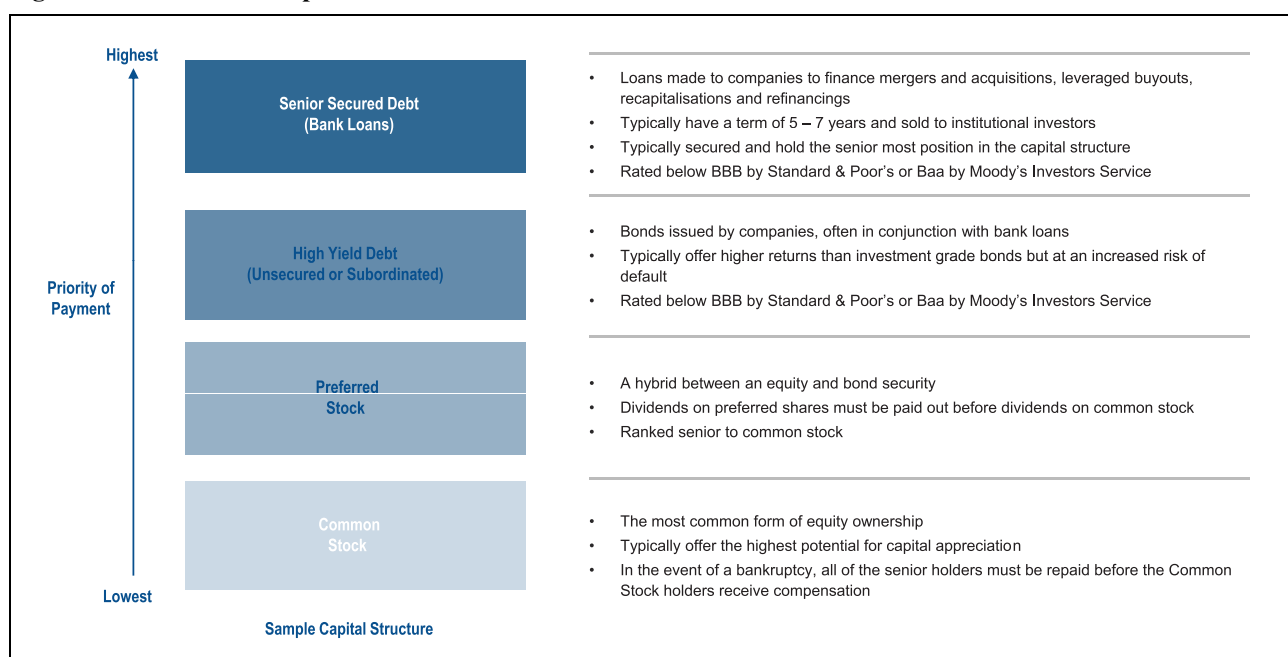 Highest
Senior Secured Debt
(Bank Loans)
• Loans made to companies to finance mergers and acquisitions, leveraged buyouts,
recapitalisations and refinancings
• Typically have a term of 5 – 7 years and sold to institutional investors
• Typically secured and hold the senior most position in the capital structure
• Rated below BBB by Standard & Poor's or Baa by Moody's Investors Service
Priority of
Payment
High Yield Debt
(Unsecured or Subordinated)
• Bonds issued by companies, often in conjunction with bank loans
• Typically offer higher returns than investment grade bonds but at an increased risk of
default
• Rated below BBB by Standard & Poor's or Baa by Moody's Investors Service
Preferred
Stock
• A hybrid between an equity and bond security
• Dividends on preferred shares must be paid out before dividends on common stock
• Ranked senior to common stock
Common
Stock
• The most common form of equity ownership
• Typically offer the highest potential for capital appreciation
• In the event of a bankruptcy, all of the senior holders must be repaid before the Common
Stock holders receive compensation
Lowest
Sample Capital Structure